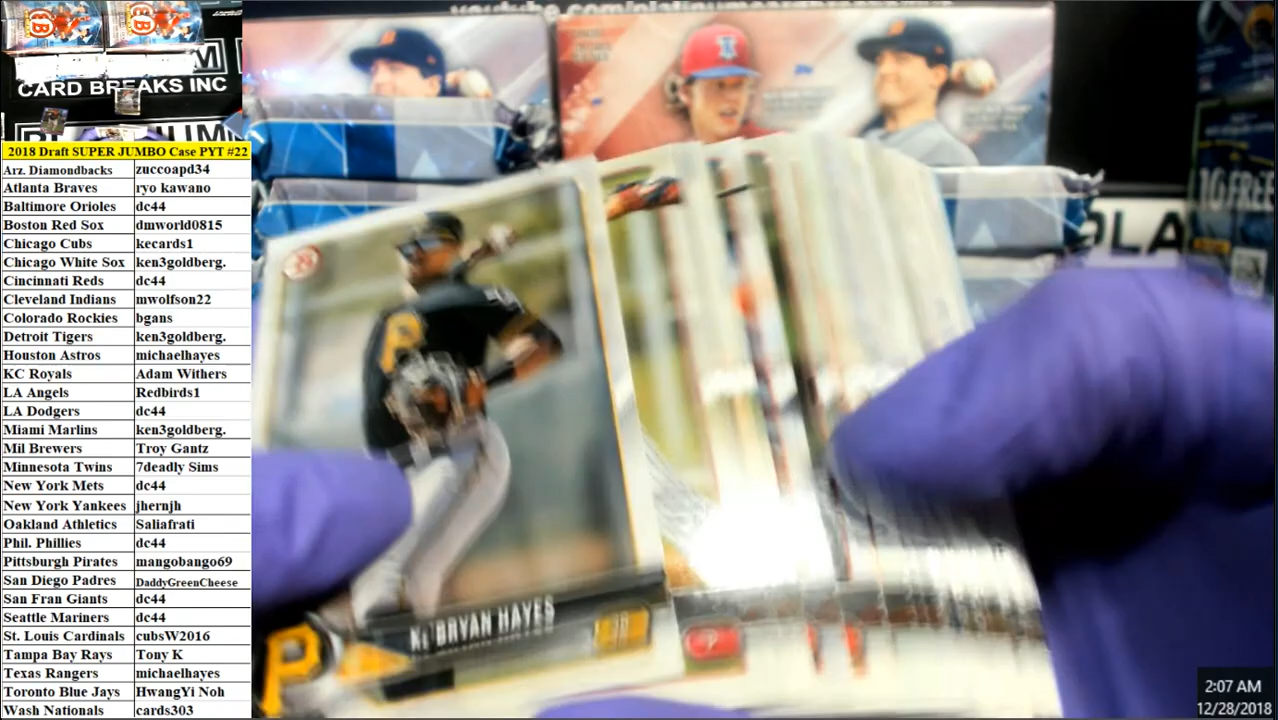 youtube.com/platinumcardbreaks
CARD BREAKS INC
2018 Draft SUPER JUMBO Case PYT #22
Arz. Diamondbacks zuccoapd34
Atlanta Braves ryo kawano
Baltimore Orioles dc44
Boston Red Sox dmworld0815
Chicago Cubs kecards1
Chicago White Sox ken3goldberg.
Cincinnati Reds dc44
Cleveland Indians mwolfson22
Colorado Rockies bgans
Detroit Tigers ken3goldberg.
Houston Astros michaelhayes
KC Royals Adam Withers
LA Angels Redbirds1
LA Dodgers dc44
Miami Marlins ken3goldberg.
Mil Brewers Troy Gantz
Minnesota Twins 7deadly Sims
New York Mets dc44
New York Yankees jhernjh
Oakland Athletics Saliafrati
Phil. Phillies dc44
Pittsburgh Pirates mangobango69
San Diego Padres DaddyGreenCheese
San Fran Giants dc44
Seattle Mariners dc44
St. Louis Cardinals cubsW2016
Tampa Bay Rays Tony K
Texas Rangers michaelhayes
Toronto Blue Jays HwangYi Noh
Wash Nationals cards303
10 FREE
PLA
P
KE'BRYAN HAYES
P
2:07 AM
12/28/2018